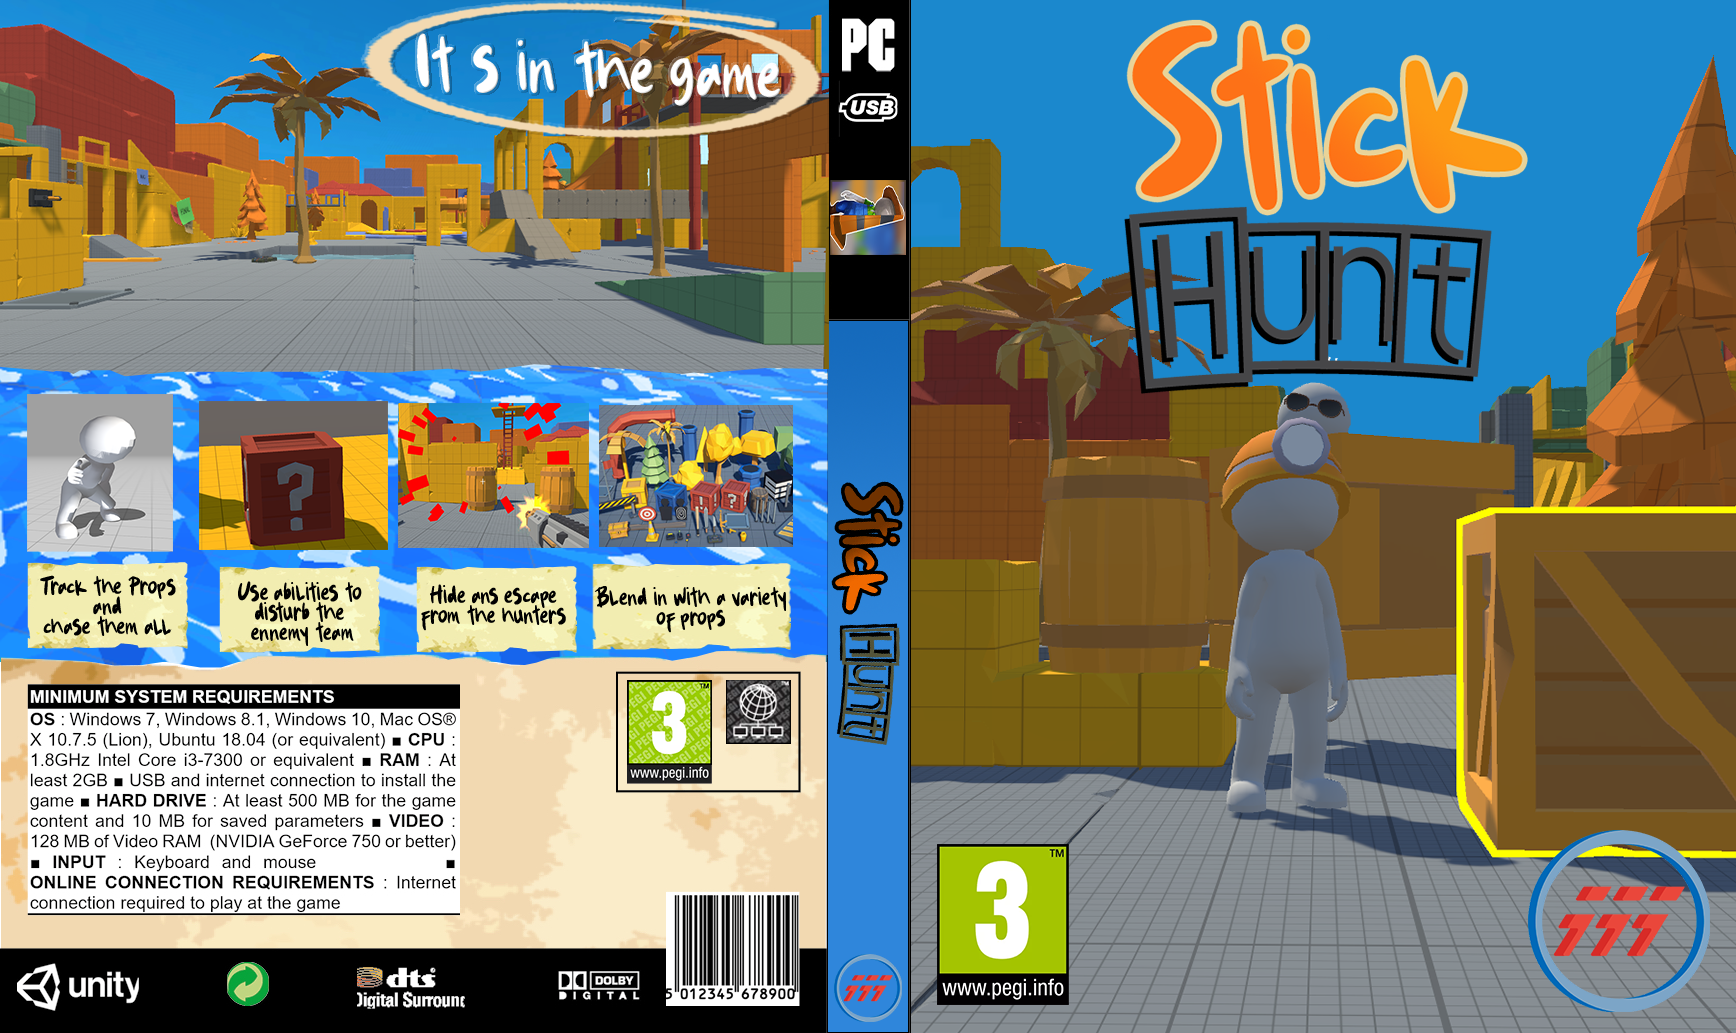 It s in the game
Track the Props
and
chase them all
Use abilities to
disturb the
ennemy team
Hide ans escape
from the hunters
Blend in with a variety
of props
MINIMUM SYSTEM REQUIREMENTS
OS : Windows 7, Windows 8.1, Windows 10, Mac OS®
X 10.7.5 (Lion), Ubuntu 18.04 (or equivalent) ■ CPU :
1.8GHz Intel Core i3-7300 or equivalent ■ RAM : At
least 2GB ■ USB and internet connection to install the
game ■ HARD DRIVE : At least 500 MB for the game
content and 10 MB for saved parameters ■ VIDEO :
128 MB of Video RAM (NVIDIA GeForce 750 or better)
■ INPUT : Keyboard and mouse ■
ONLINE CONNECTION REQUIREMENTS : Internet
connection required to play at the game
3
TM
www.pegi.info
unity
dts
Digital Surround
DOLBY
DIGITAL
5 012345 678900
PC
USB
Stick
Hunt
Stick
Hunt
3
TM
www.pegi.info